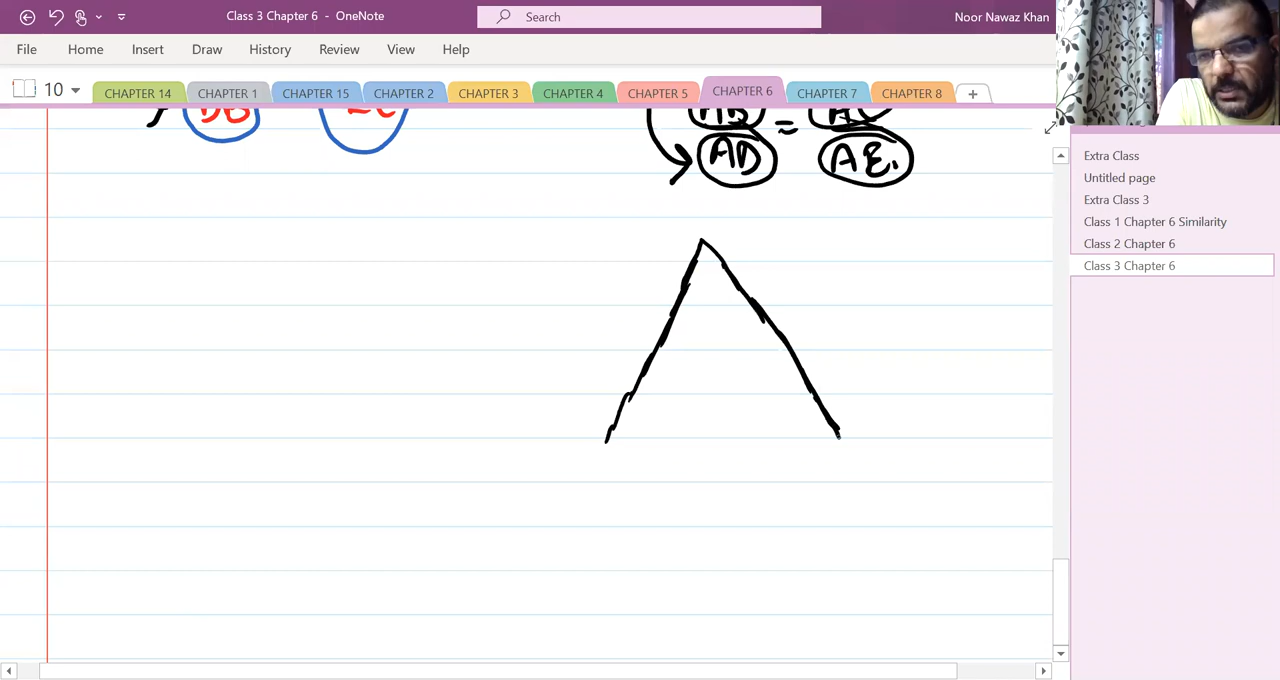 Class 3 Chapter 6 - OneNote
Search
Noor Nawaz Khan
File Home Insert Draw History Review View Help
10 CHAPTER 14 CHAPTER 1 CHAPTER 15 CHAPTER 2 CHAPTER 3 CHAPTER 4 CHAPTER 5 CHAPTER 6 CHAPTER 7 CHAPTER 8
DB EC
AB = AC
AD AE.
Extra Class
Untitled page
Extra Class 3
Class 1 Chapter 6 Similarity
Class 2 Chapter 6
Class 3 Chapter 6